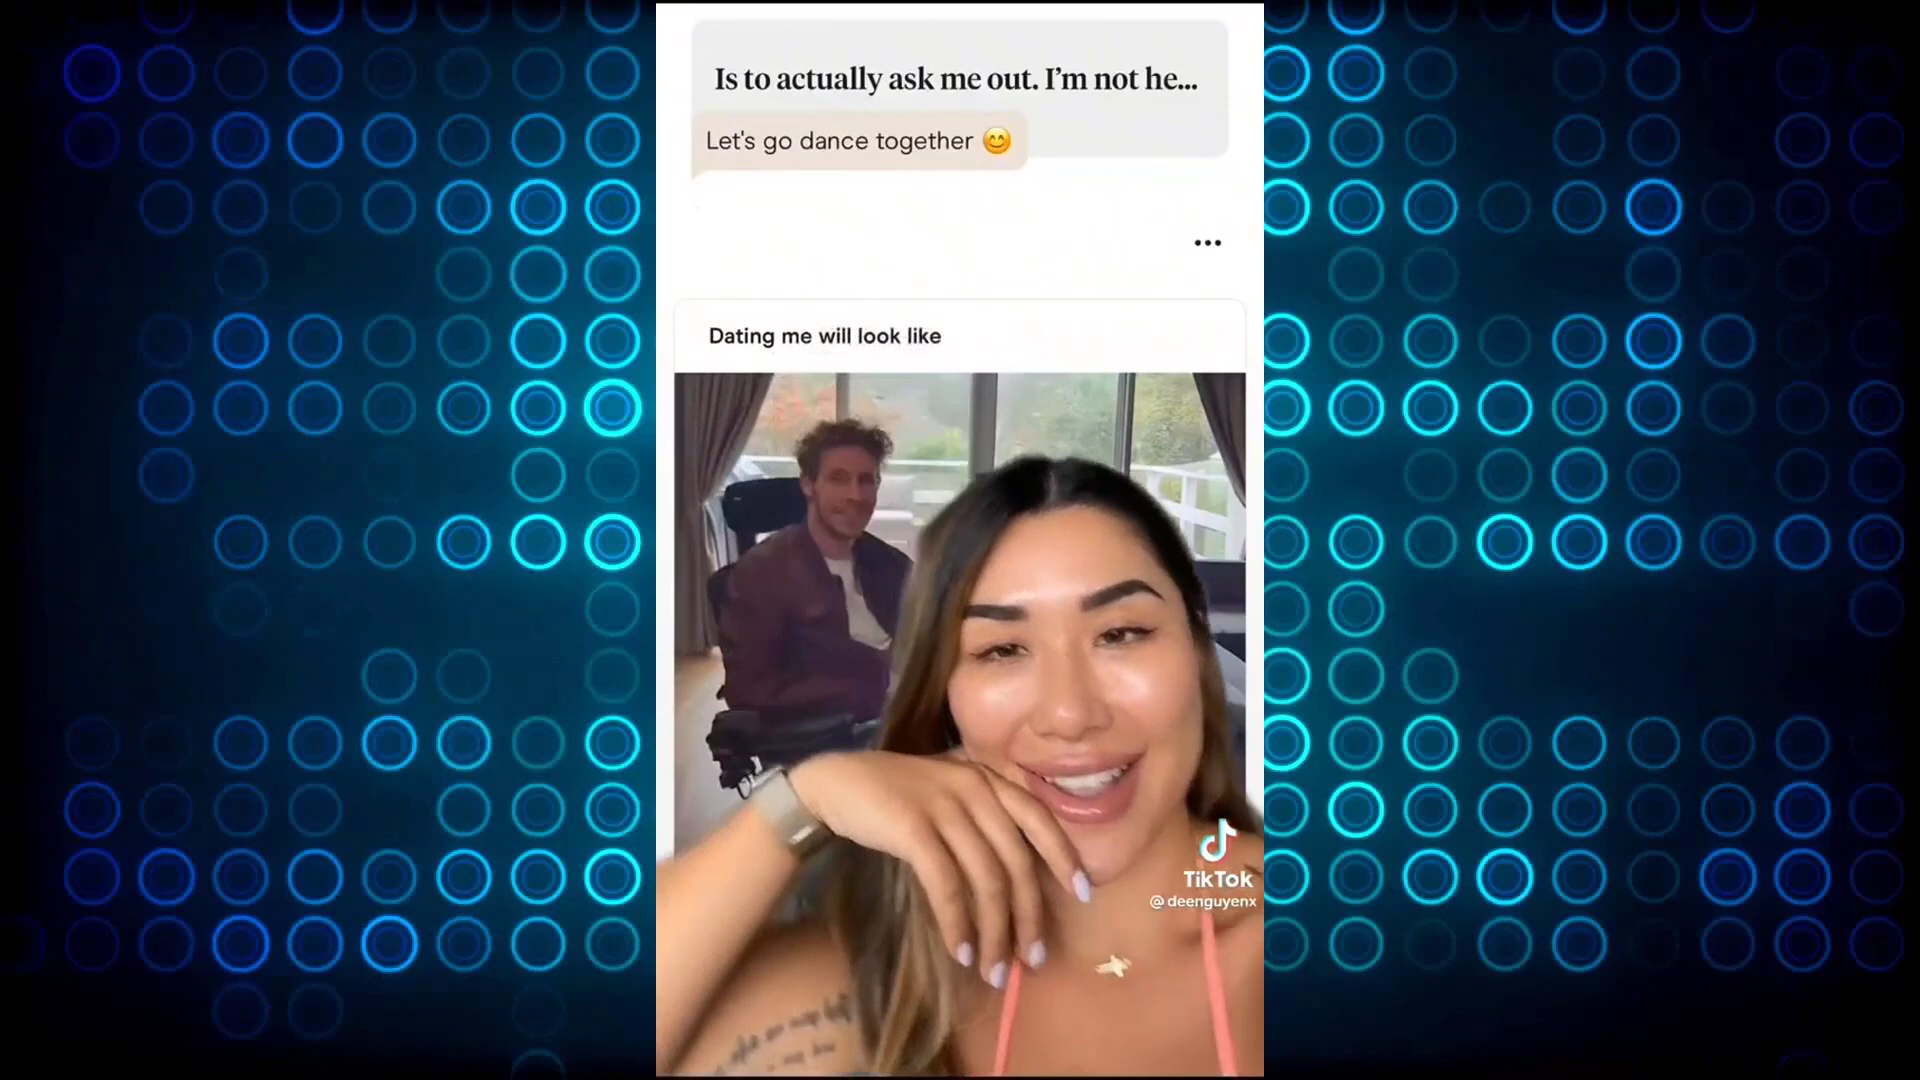 Is to actually ask me out. I'm not he...
Let's go dance together 😊
Dating me will look like
TikTok
@deenguyenx